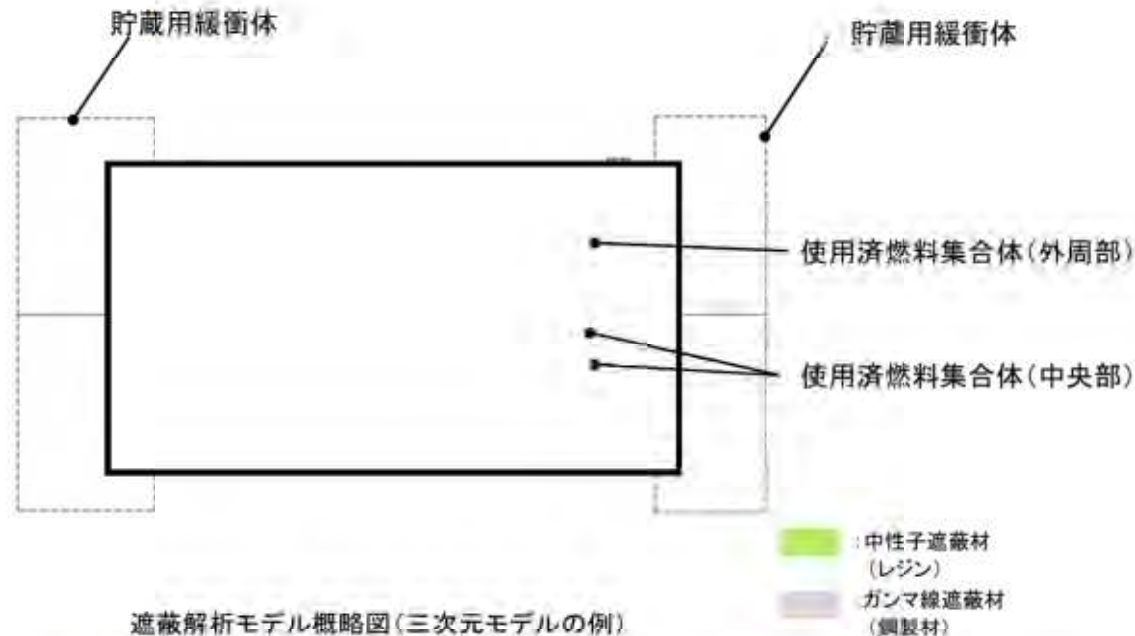 貯蔵用緩衝体
貯蔵用緩衝体
使用済燃料集合体(外周部)
使用済燃料集合体(中央部)
:中性子遮蔽材
(レジン)
ガンマ線遮蔽材
(鋼製材)
遮蔽解析モデル概略図(三次元モデルの例)